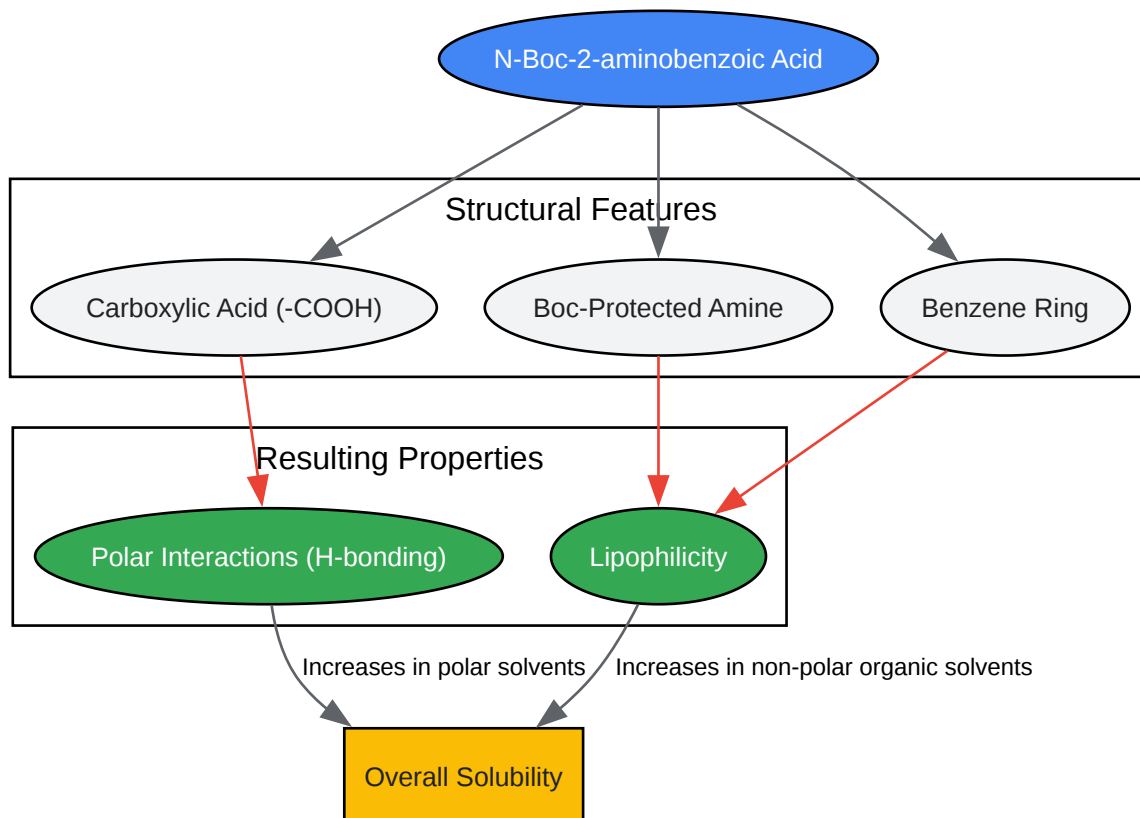 N-Boc-2-aminobenzoic Acid
Structural Features
Carboxylic Acid (-COOH)
Boc-Protected Amine
Benzene Ring
Resulting Properties
Polar Interactions (H-bonding)
Lipophilicity
Increases in polar solvents
Increases in non-polar organic solvents
Overall Solubility